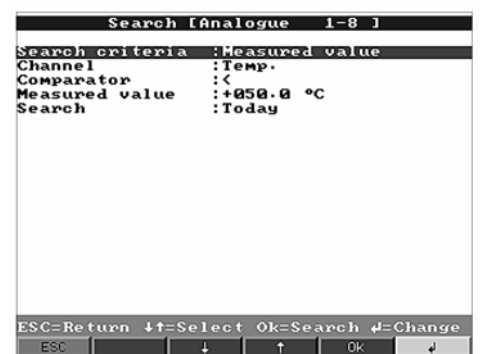 Search [Analogue 1-8 ]
Search criteria :Measured value
Channel :Temp.
Comparator :<
Measured value :+050.0 ºC
Search :Today
ESC=Return ↓↑=Select Ok=Search ↲=Change
ESC ↓ ↑ Ok ↲